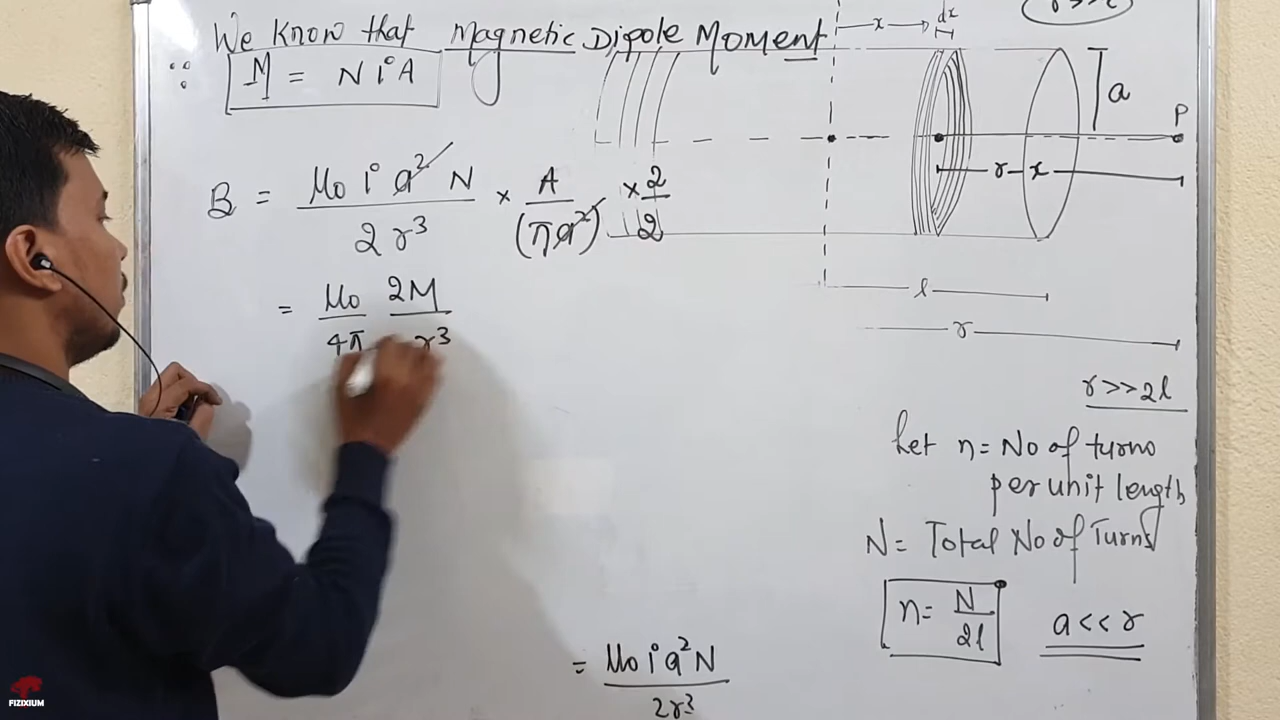 We know that Magnetic Dipole Moment
∵ M = N i A
B = μ₀ i a² N / 2 r³ × A / (π a²) × 2 / 2
= μ₀ / 4π 2M / r³
= μ₀ i a² N / 2r³
x
dx
a
P
r - x
l
r
r >> 2l
Let n = No of turns
per unit length
N = Total No of Turns
n = N / 2l
a << r
FIZIXIUM